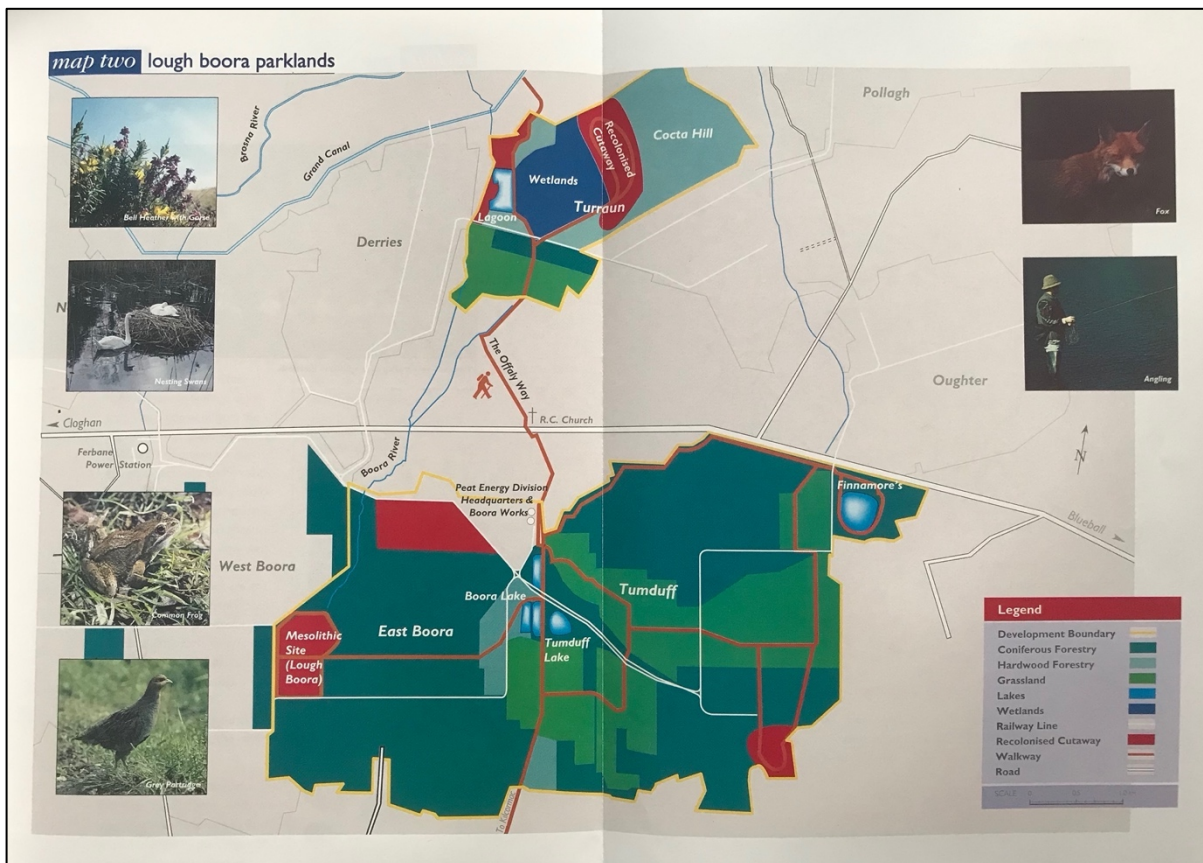 map two lough boora parklands
Bell Heather with Gorse
Brosna River
Grand Canal
Pollagh
Fox
Recolonised
Cutaway
Cocta Hill
Wetlands
Turraun
Lagoon
Derries
N
Nesting Swans
The Offaly Way
Angling
Oughter
R.C. Church
Cloghan
Ferbane
Power Station
Boora River
N
Peat Energy Division
Headquarters &
Boora Works
Finnamore's
Blueball
West Boora
Common Frog
Boora Lake
Tumduff
East Boora
Mesolithic
Site
(Lough
Boora)
Tumduff
Lake
Grey Partridge
Legend
Development Boundary
Coniferous Forestry
Hardwood Forestry
Grassland
Lakes
Wetlands
Railway Line
Recolonised Cutaway
Walkway
Road
SCALE 0
To Kilcormac